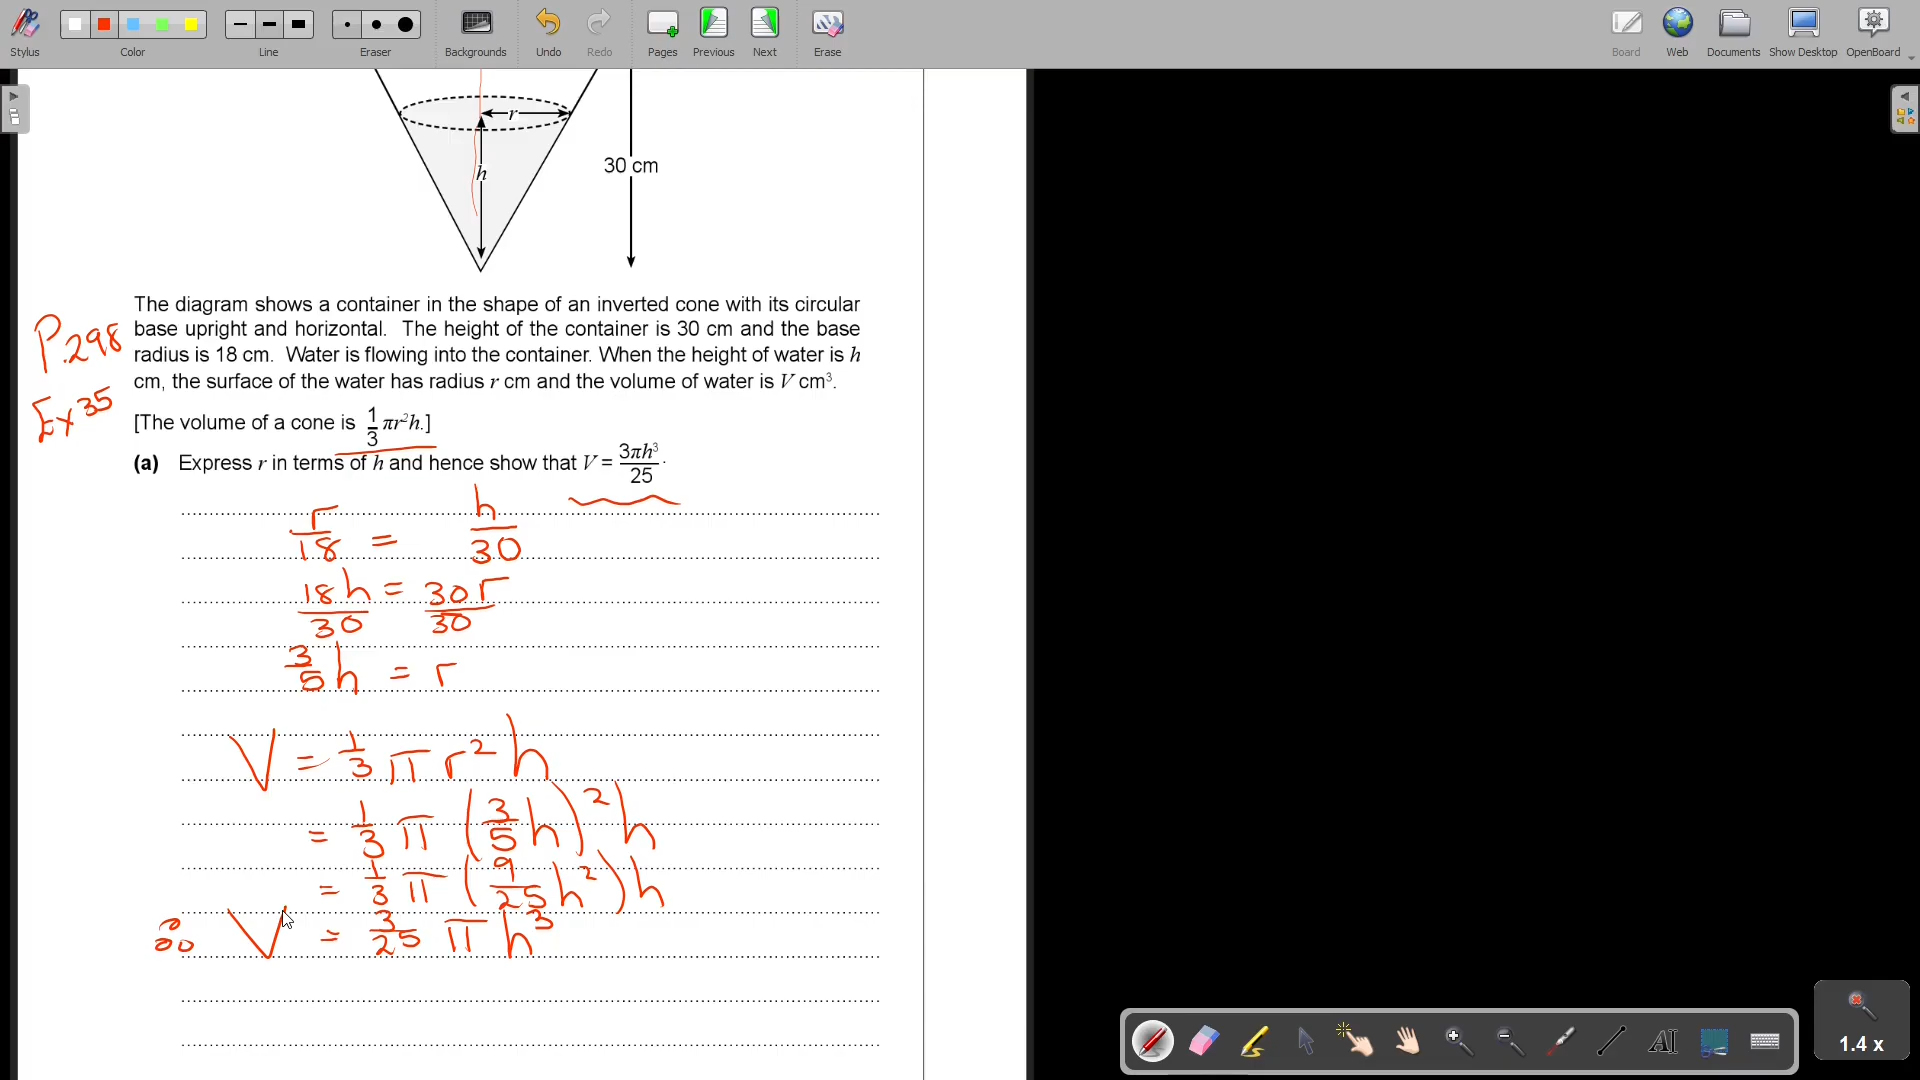 Stylus
Color
Line
Eraser
Backgrounds
Undo
Redo
Pages
Previous
Next
Erase
Board
Web
Documents
Show Desktop
OpenBoard
r
h
30 cm
The diagram shows a container in the shape of an inverted cone with its circular
base upright and horizontal. The height of the container is 30 cm and the base
radius is 18 cm. Water is flowing into the container. When the height of water is h
cm, the surface of the water has radius r cm and the volume of water is V cm³.
P.298
Ex35
[The volume of a cone is 1/3 πr²h.]
(a) Express r in terms of h and hence show that V = 3πh³/25.
r/18 = h/30
18h/30 = 30r/30
3/5 h = r
V = 1/3 π r² h
= 1/3 π (3/5 h)² h
= 1/3 π (9/25 h²) h
∴ V = 3/25 π h³
AI
1.4 x